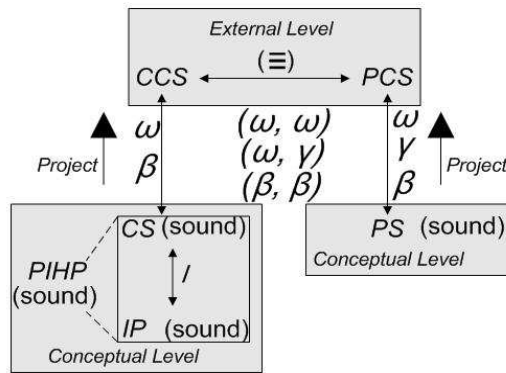 External Level
(≡)
CCS PCS
ω (ω, ω) ω
Project β (ω, γ) γ Project
(β, β) β
CS (sound) PS (sound)
Conceptual Level
PIHP
(sound)
I
IP (sound)
Conceptual Level